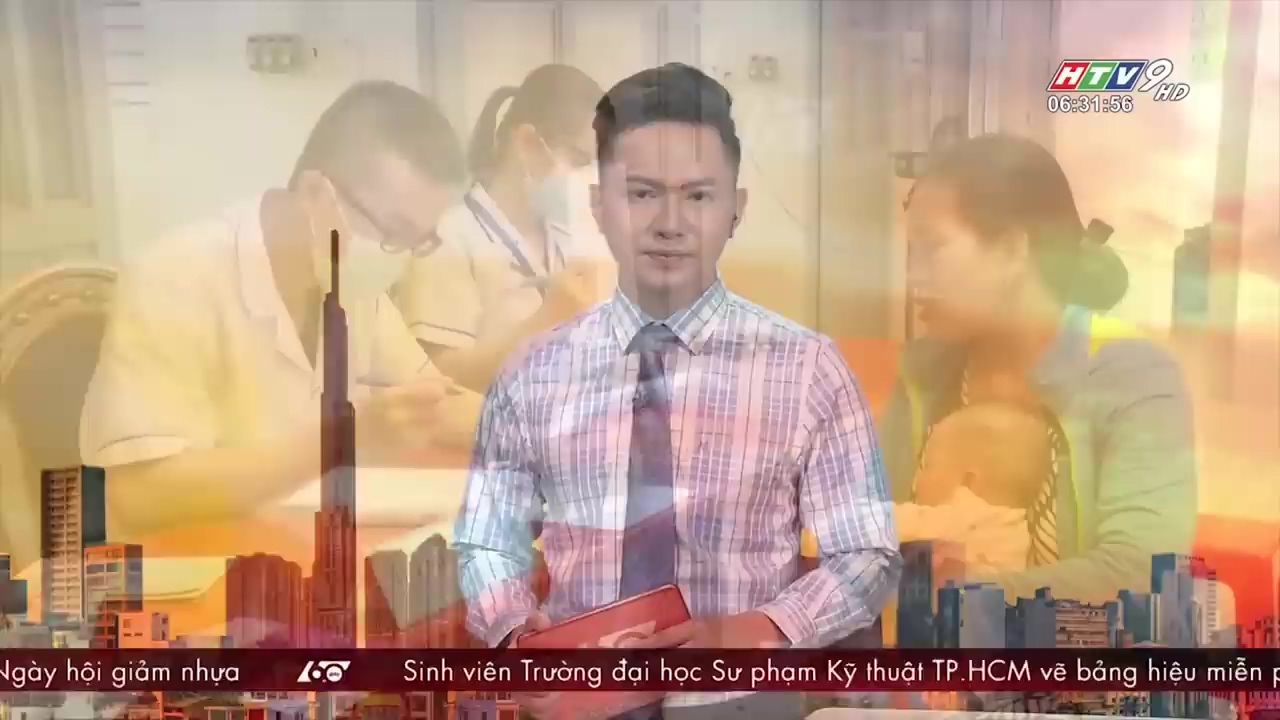 HTV9
HD
06:31:56
Ngày hội giảm nhựa
60
Sinh viên Trường đại học Sư phạm Kỹ thuật TP.HCM vẽ bảng hiệu miễn